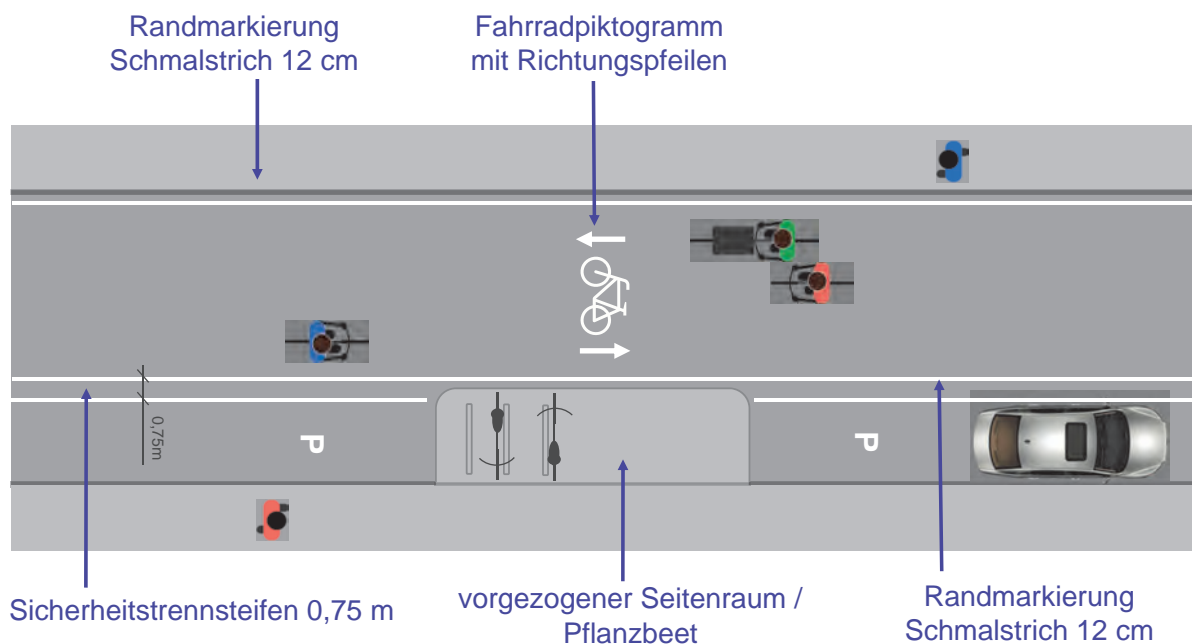 Randmarkierung
Schmalstrich 12 cm
Fahrradpiktogramm
mit Richtungspfeilen
0,75m
P
P
Sicherheitstrennsteifen 0,75 m
vorgezogener Seitenraum /
Pflanzbeet
Randmarkierung
Schmalstrich 12 cm